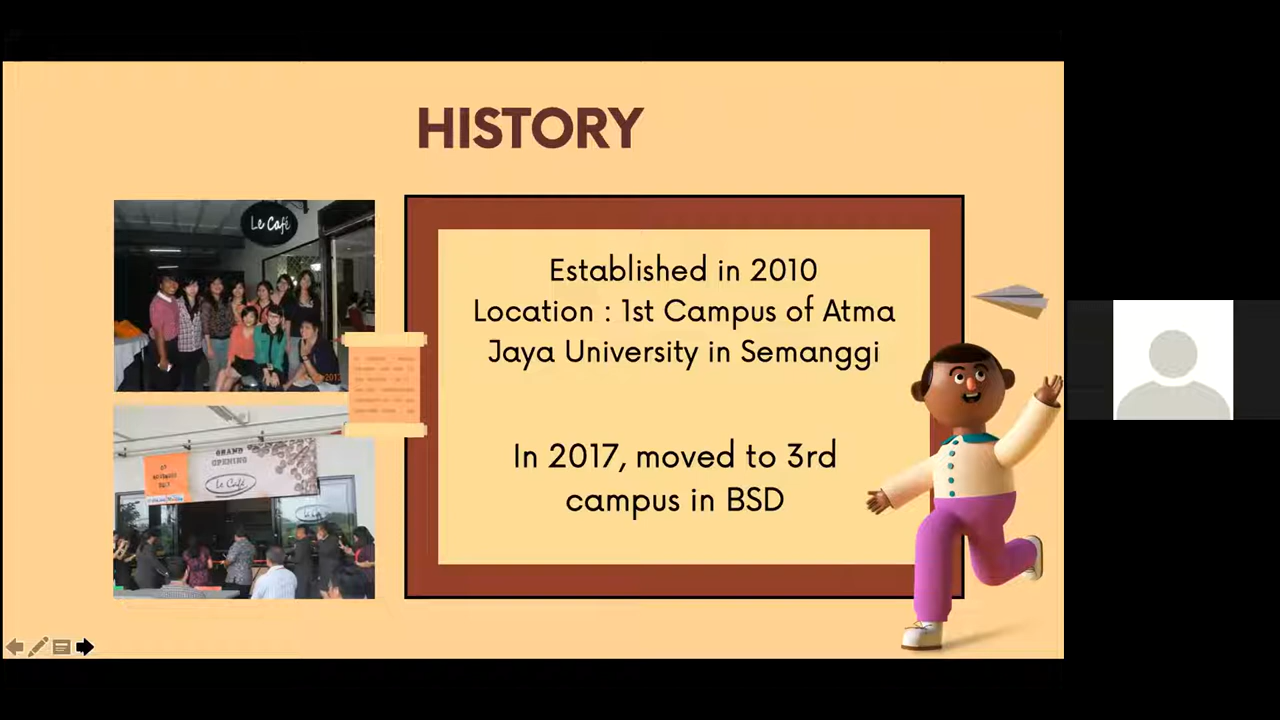 HISTORY
Le Café
Established in 2010
Location : 1st Campus of Atma
Jaya University in Semanggi
In 2017, moved to 3rd
campus in BSD
GRAND
OPENING
Le Café